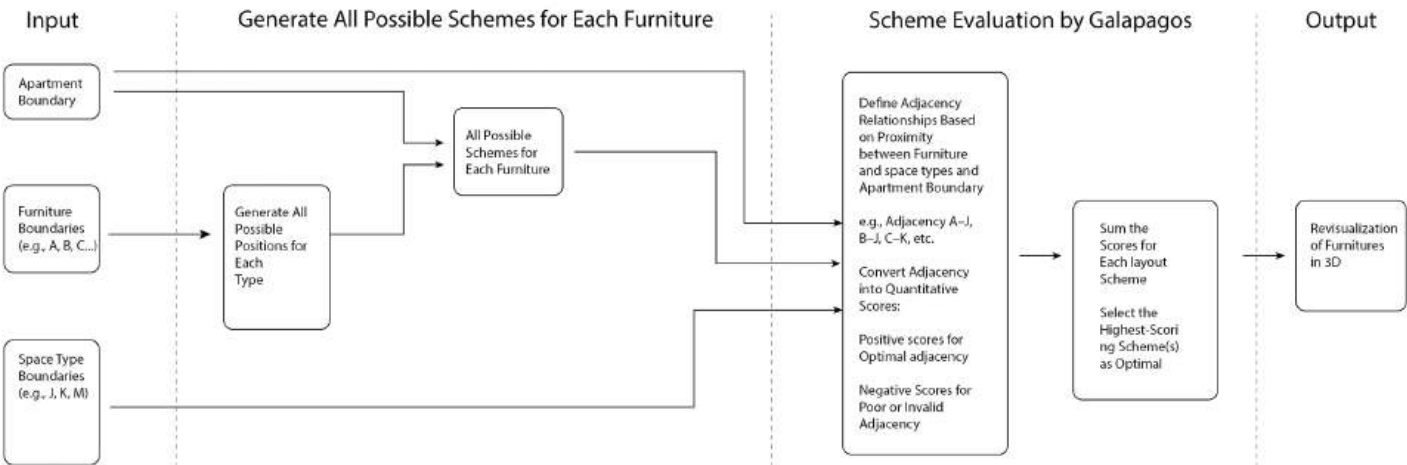 Input
Generate All Possible Schemes for Each Furniture
Scheme Evaluation by Galapagos
Output
Apartment
Boundary
Furniture
Boundaries
(e.g., A, B, C...)
Space Type
Boundaries
(e.g., J, K, M)
Generate All
Possible
Positions for
Each
Type
All Possible
Schemes for
Each Furniture
Define Adjacency
Relationships Based
on Proximity
between Furniture
and space types and
Apartment Boundary
e.g., Adjacency A–J,
B–J, C–K, etc.
Convert Adjacency
into Quantitative
Scores:
Positive scores for
Optimal adjacency
Negative Scores for
Poor or Invalid
Adjacency
Sum the
Scores for
Each layout
Scheme
Select the
Highest-Scori
ng Scheme(s)
as Optimal
Revisualization
of Furnitures
in 3D